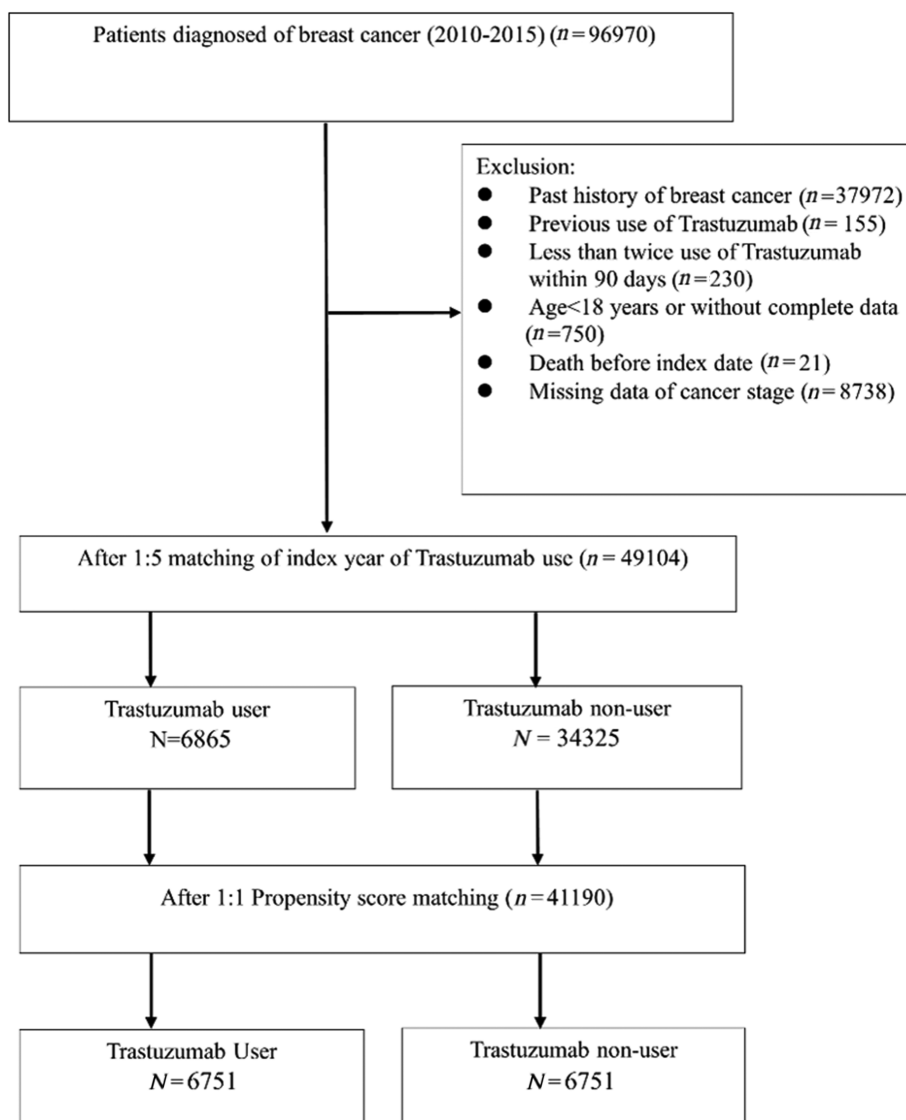 Patients diagnosed of breast cancer (2010-2015) (n=96970)
Exclusion:
● Past history of breast cancer (n=37972)
● Previous use of Trastuzumab (n= 155)
● Less than twice use of Trastuzumab
within 90 days (n=230)
● Age<18 years or without complete data
(n=750)
● Death before index date (n=21)
● Missing data of cancer stage (n=8738)
After 1:5 matching of index year of Trastuzumab use (n= 49104)
Trastuzumab user
N=6865
Trastuzumab non-user
N = 34325
After 1:1 Propensity score matching (n=41190)
Trastuzumab User
N=6751
Trastuzumab non-user
N=6751